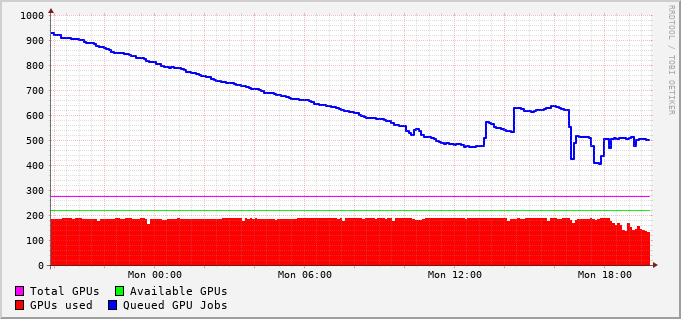 1000
900
800
700
600
500
400
300
200
100
0
Mon 00:00 Mon 06:00 Mon 12:00 Mon 18:00
Total GPUs Available GPUs
GPUs used Queued GPU Jobs
RRDTOOL / TOBI OETIKER